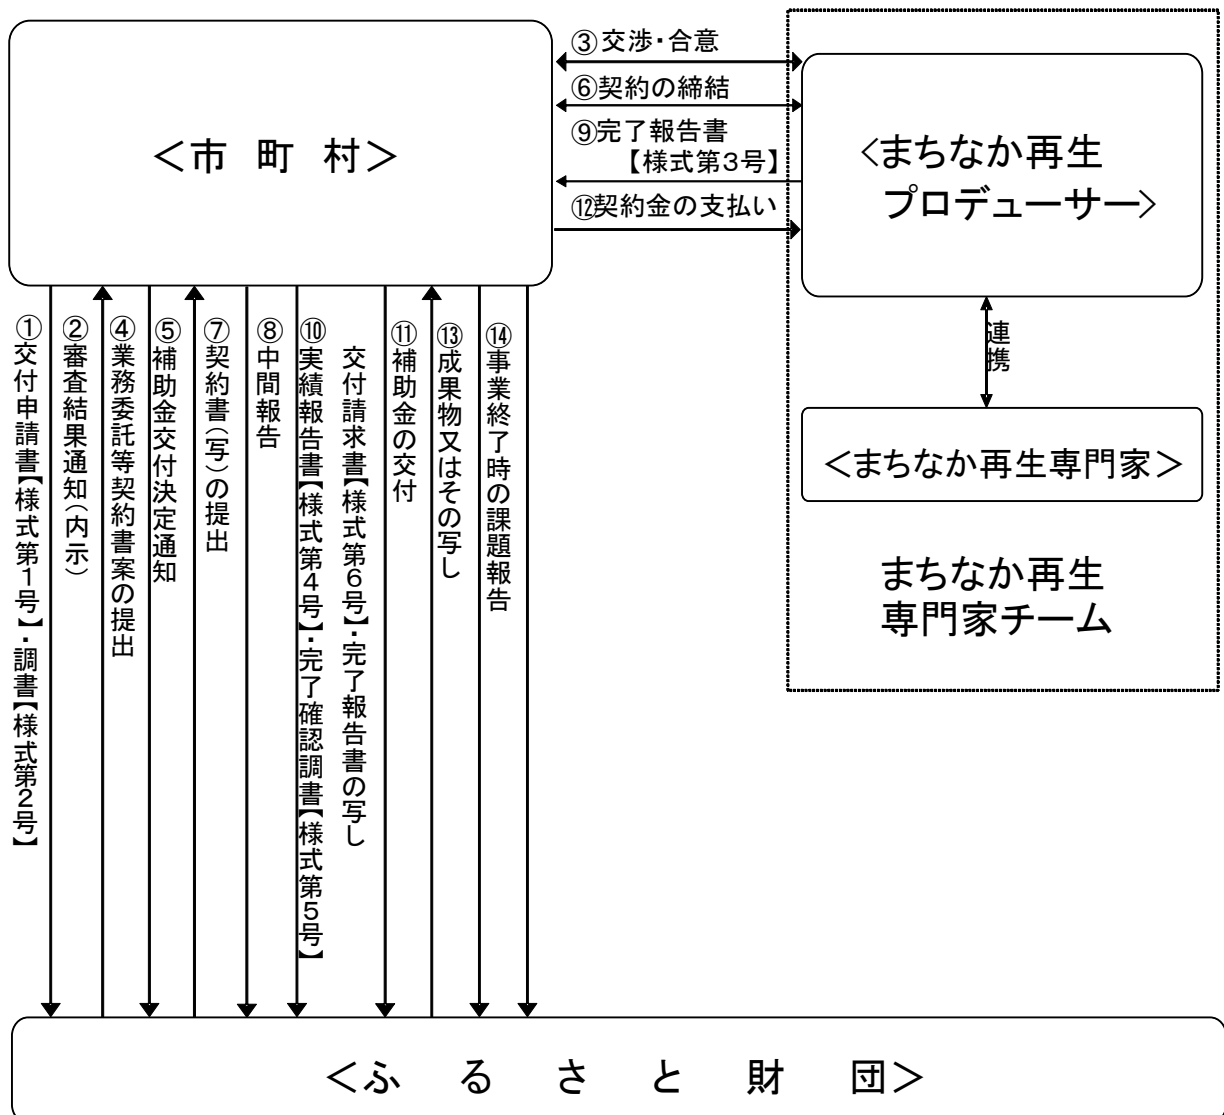 ＜市　町　村＞
③交渉・合意
⑥契約の締結
⑨完了報告書
【様式第３号】
⑫契約金の支払い
＜まちなか再生
プロデューサー＞
連携
＜まちなか再生専門家＞
まちなか再生
専門家チーム
①交付申請書【様式第１号】・調書【様式第２号】
②審査結果通知（内示）
④業務委託等契約書案の提出
⑤補助金交付決定通知
⑦契約書（写）の提出
⑧中間報告
⑩実績報告書【様式第４号】・完了確認調書【様式第５号】
交付請求書【様式第６号】・完了報告書の写し
⑪補助金の交付
⑬成果物又はその写し
⑭事業終了時の課題報告
＜ふ　る　さ　と　財　団＞